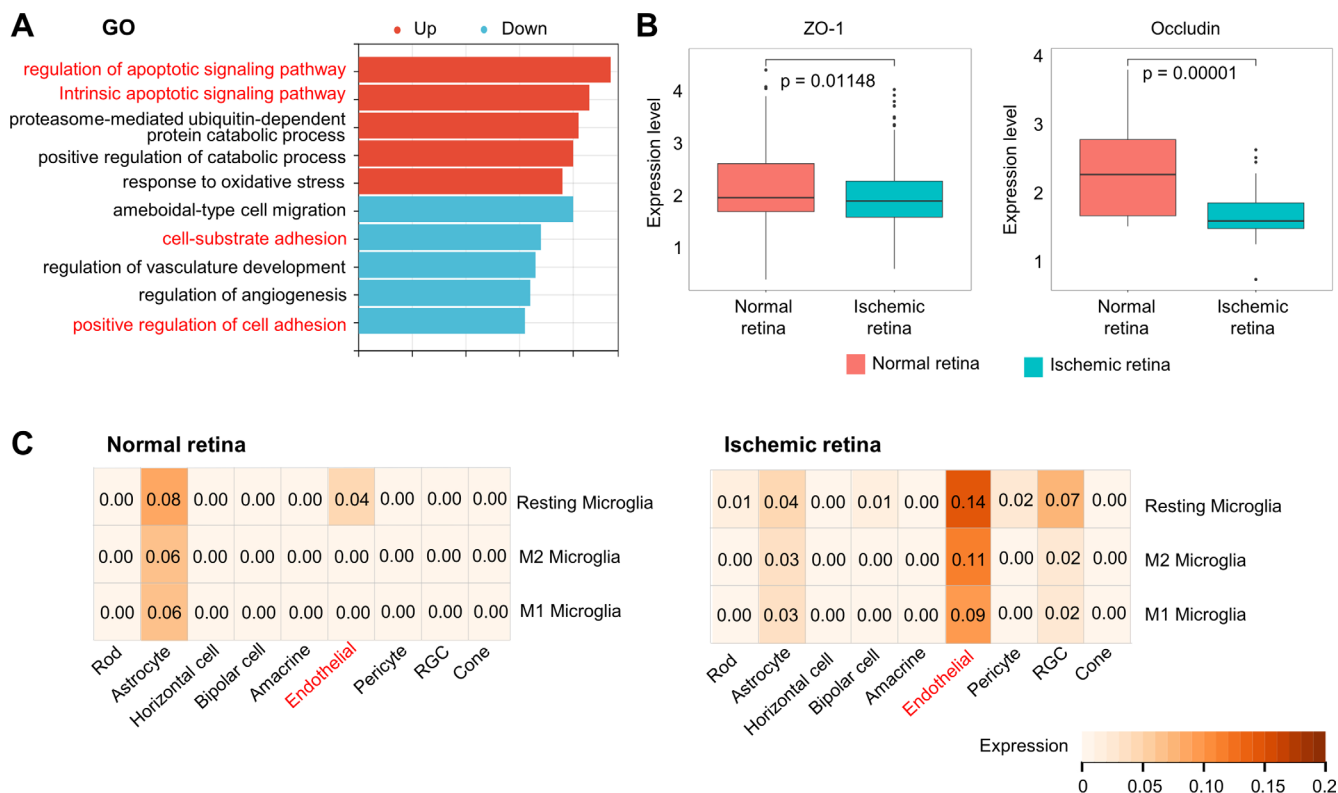 A
GO
Up
Down
regulation of apoptotic signaling pathway
Intrinsic apoptotic signaling pathway
proteasome-mediated ubiquitin-dependent
protein catabolic process
positive regulation of catabolic process
response to oxidative stress
ameboidal-type cell migration
cell-substrate adhesion
regulation of vasculature development
regulation of angiogenesis
positive regulation of cell adhesion
B
ZO-1
Expression level
4
3
2
1
p = 0.01148
Normal
retina
Ischemic
retina
Occludin
Expression level
4
3
2
1
p = 0.00001
Normal
retina
Ischemic
retina
Normal retina
Ischemic retina
C
Normal retina
0.00 0.08 0.00 0.00 0.00 0.04 0.00 0.00 0.00 Resting Microglia
0.00 0.06 0.00 0.00 0.00 0.00 0.00 0.00 0.00 M2 Microglia
0.00 0.06 0.00 0.00 0.00 0.00 0.00 0.00 0.00 M1 Microglia
Rod
Astrocyte
Horizontal cell
Bipolar cell
Amacrine
Endothelial
Pericyte
RGC
Cone
Ischemic retina
0.01 0.04 0.00 0.01 0.00 0.14 0.02 0.07 0.00 Resting Microglia
0.00 0.03 0.00 0.00 0.00 0.11 0.00 0.02 0.00 M2 Microglia
0.00 0.03 0.00 0.00 0.00 0.09 0.00 0.02 0.00 M1 Microglia
Rod
Astrocyte
Horizontal cell
Bipolar cell
Amacrine
Endothelial
Pericyte
RGC
Cone
Expression
0 0.05 0.10 0.15 0.2